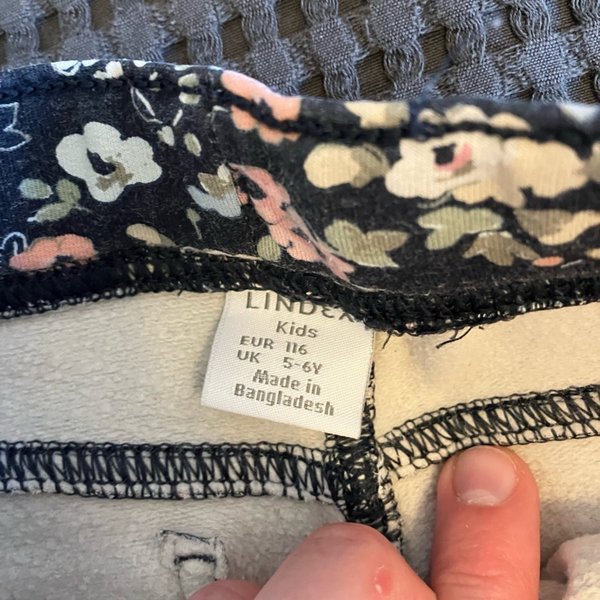 LINDEX
Kids
EUR 116
UK 5-6Y
Made in
Bangladesh